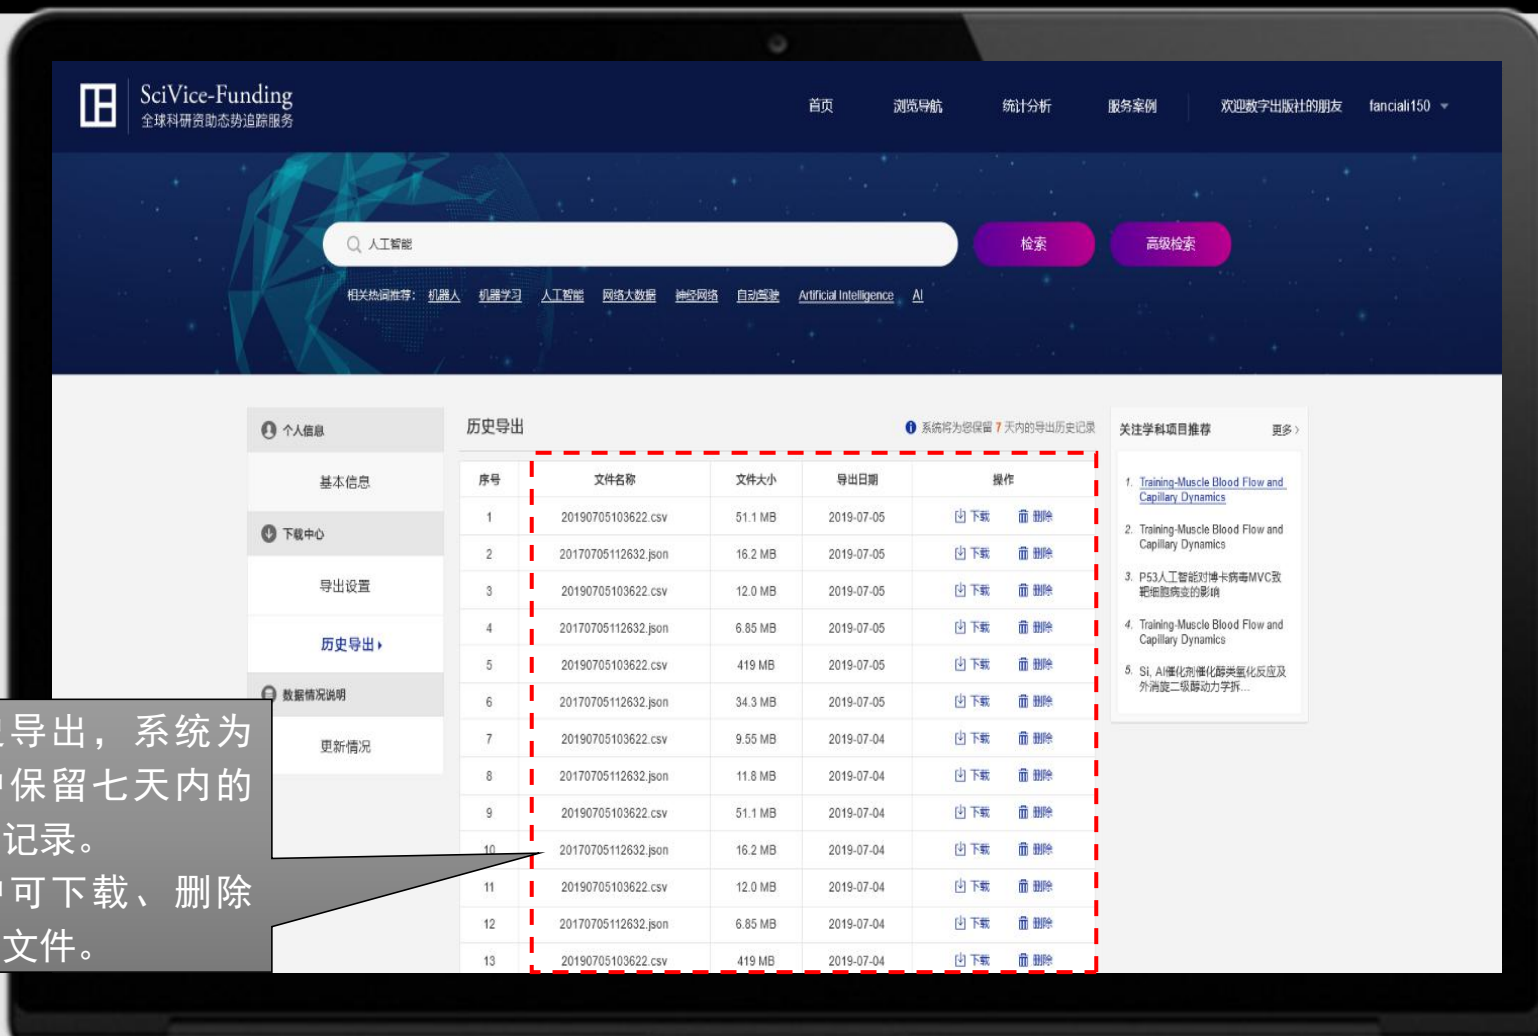 SciVice-Funding
全球科研资助态势追踪服务
首页 浏览导航 统计分析 服务案例 欢迎数字出版社的朋友 fanciali150
人工智能 检索 高级检索
相关热词推荐： 机器人 机器学习 人工智能 网络大数据 神经网络 自动驾驶 Artificial Intelligence AI
个人信息
基本信息
下载中心
导出设置
历史导出
数据情况说明
更新情况
历史导出 系统将为您保留 7 天内的导出历史记录
序号 文件名称 文件大小 导出日期 操作
1 20190705103622.csv 51.1 MB 2019-07-05 下载 删除
2 20170705112632.json 16.2 MB 2019-07-05 下载 删除
3 20190705103622.csv 12.0 MB 2019-07-05 下载 删除
4 20170705112632.json 6.85 MB 2019-07-05 下载 删除
5 20190705103622.csv 419 MB 2019-07-05 下载 删除
6 20170705112632.json 34.3 MB 2019-07-05 下载 删除
7 20190705103622.csv 9.55 MB 2019-07-04 下载 删除
8 20170705112632.json 11.8 MB 2019-07-04 下载 删除
9 20190705103622.csv 51.1 MB 2019-07-04 下载 删除
10 20170705112632.json 16.2 MB 2019-07-04 下载 删除
11 20190705103622.csv 12.0 MB 2019-07-04 下载 删除
12 20170705112632.json 6.85 MB 2019-07-04 下载 删除
13 20190705103622.csv 419 MB 2019-07-04 下载 删除
关注学科项目推荐 更多
1. Training-Muscle Blood Flow and
Capillary Dynamics
2. Training-Muscle Blood Flow and
Capillary Dynamics
3. P53人工智能对博卡病毒MVC致
靶细胞病变的影响
4. Training-Muscle Blood Flow and
Capillary Dynamics
5. Si, Al催化剂催化醇类氢化反应及
外消旋二级醇动力学拆...
导出，系统为
保留七天内的
记录。
可下载、删除
文件。